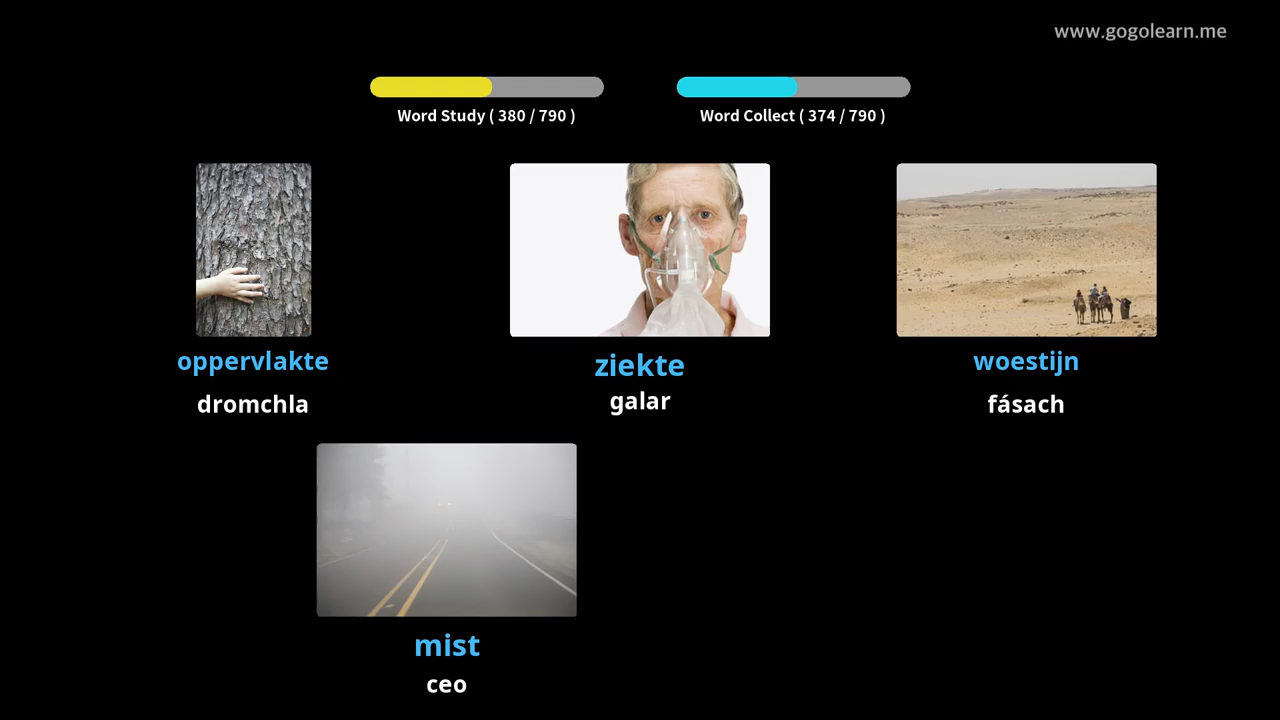 www.gogolearn.me
Word Study ( 380 / 790 )
Word Collect ( 374 / 790 )
oppervlakte
dromchla
ziekte
galar
woestijn
fásach
mist
ceo